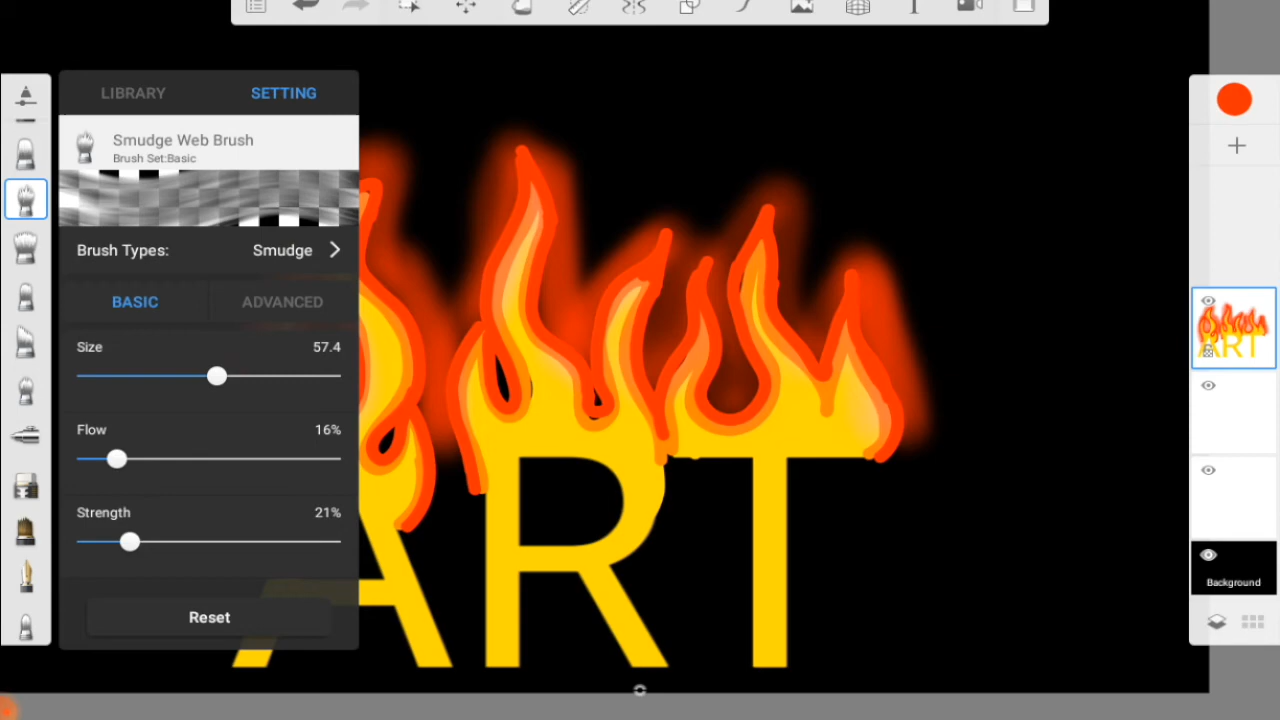 LIBRARY SETTING
Smudge Web Brush
Brush Set:Basic
Brush Types: Smudge
BASIC ADVANCED
Size 57.4
Flow 16%
Strength 21%
Reset
ART
ART
Background